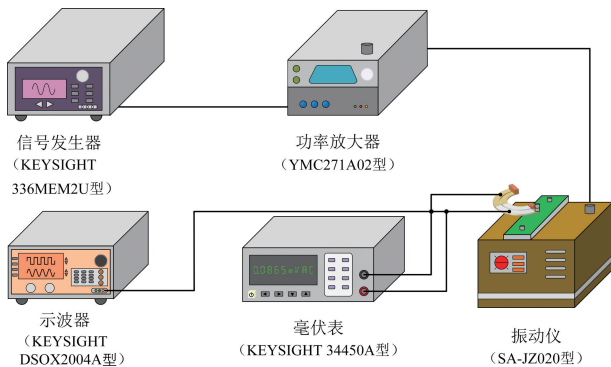 信号发生器
（KEYSIGHT
336MEM2U型）
功率放大器
（YMC271A02型）
示波器
（KEYSIGHT
DSOX2004A型）
0.0865mVAC
毫伏表
（KEYSIGHT 34450A型）
振动仪
（SA-JZ020型）